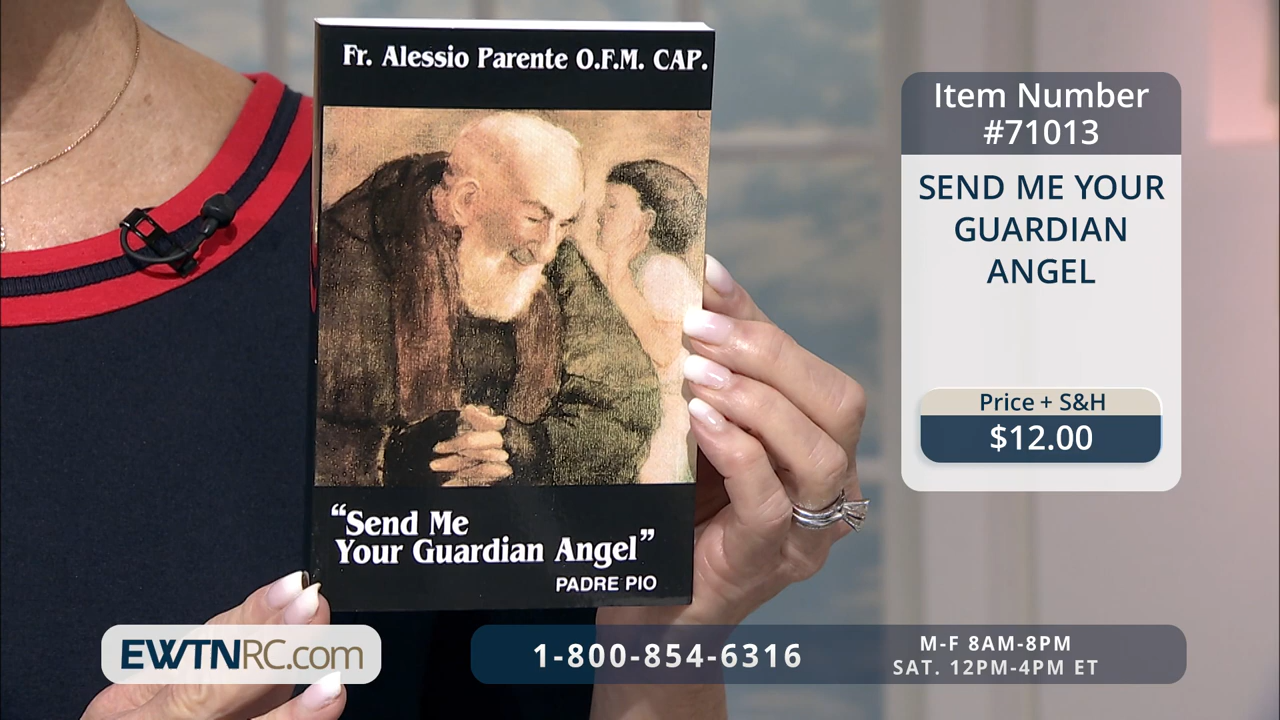 Fr. Alessio Parente O.F.M. CAP.
"Send Me
Your Guardian Angel"
PADRE PIO
Item Number
#71013
SEND ME YOUR
GUARDIAN
ANGEL
Price + S&H
$12.00
EWTNRC.com
1-800-854-6316
M-F 8AM-8PM
SAT. 12PM-4PM ET